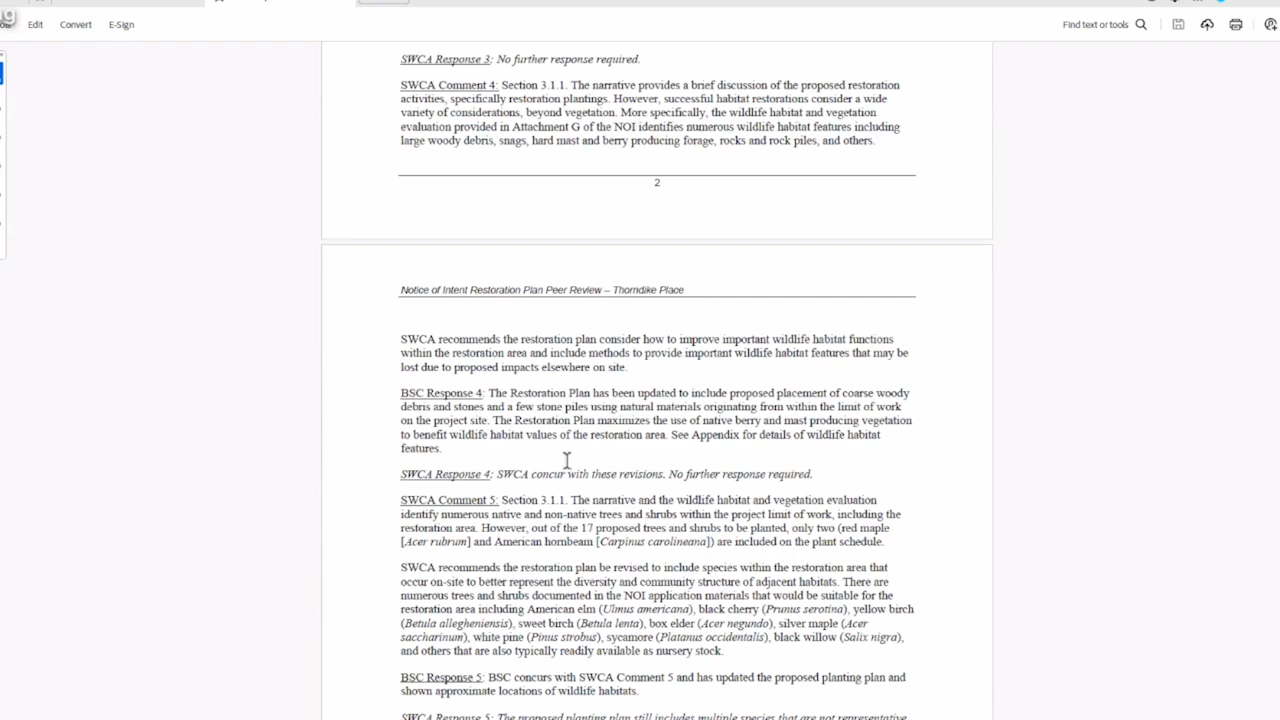 Edit Convert E-Sign Find text or tools
SWCA Response 3: No further response required.
SWCA Comment 4: Section 3.1.1. The narrative provides a brief discussion of the proposed restoration
activities, specifically restoration plantings. However, successful habitat restorations consider a wide
variety of considerations, beyond vegetation. More specifically, the wildlife habitat and vegetation
evaluation provided in Attachment G of the NOI identifies numerous wildlife habitat features including
large woody debris, snags, hard mast and berry producing forage, rocks and rock piles, and others.
2
Notice of Intent Restoration Plan Peer Review – Thorndike Place
SWCA recommends the restoration plan consider how to improve important wildlife habitat functions
within the restoration area and include methods to provide important wildlife habitat features that may be
lost due to proposed impacts elsewhere on site.
BSC Response 4: The Restoration Plan has been updated to include proposed placement of coarse woody
debris and stones and a few stone piles using natural materials originating from within the limit of work
on the project site. The Restoration Plan maximizes the use of native berry and mast producing vegetation
to benefit wildlife habitat values of the restoration area. See Appendix for details of wildlife habitat
features.
SWCA Response 4: SWCA concur with these revisions. No further response required.
SWCA Comment 5: Section 3.1.1. The narrative and the wildlife habitat and vegetation evaluation
identify numerous native and non-native trees and shrubs within the project limit of work, including the
restoration area. However, out of the 17 proposed trees and shrubs to be planted, only two (red maple
[Acer rubrum] and American hornbeam [Carpinus carolineana]) are included on the plant schedule.
SWCA recommends the restoration plan be revised to include species within the restoration area that
occur on-site to better represent the diversity and community structure of adjacent habitats. There are
numerous trees and shrubs documented in the NOI application materials that would be suitable for the
restoration area including American elm (Ulmus americana), black cherry (Prunus serotina), yellow birch
(Betula allegheniensis), sweet birch (Betula lenta), box elder (Acer negundo), silver maple (Acer
saccharinum), white pine (Pinus strobus), sycamore (Platanus occidentalis), black willow (Salix nigra),
and others that are also typically readily available as nursery stock.
BSC Response 5: BSC concurs with SWCA Comment 5 and has updated the proposed planting plan and
shown approximate locations of wildlife habitats.
SWCA Response 5: The proposed planting plan still includes multiple species that are not representative